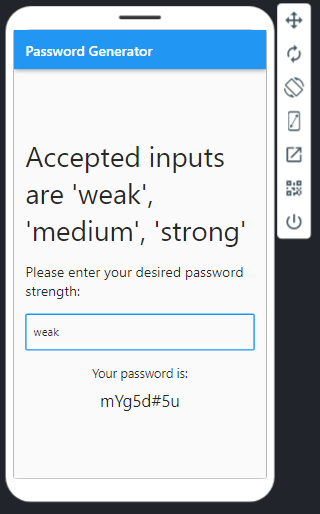 Password Generator
Accepted inputs
are 'weak',
'medium', 'strong'
Please enter your desired password
strength:
weak
Your password is:
mYg5d#5u